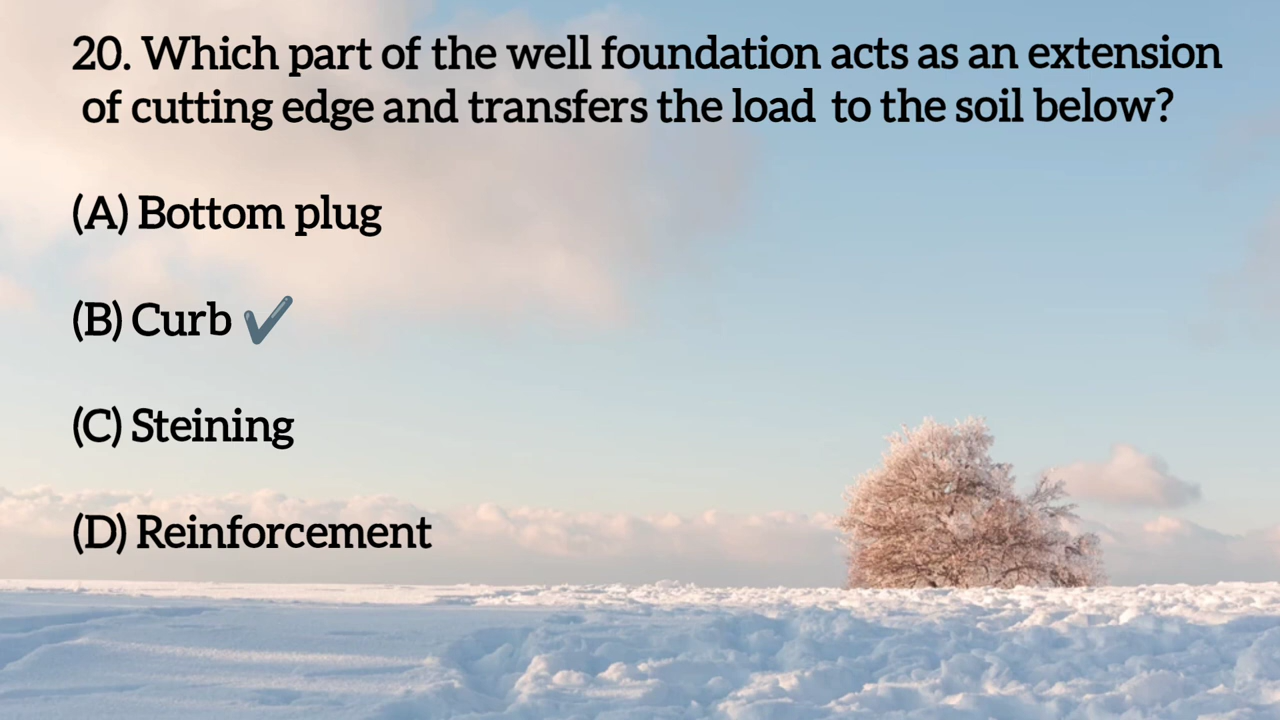 20. Which part of the well foundation acts as an extension
of cutting edge and transfers the load to the soil below?
(A) Bottom plug
(B) Curb ✔
(C) Steining
(D) Reinforcement